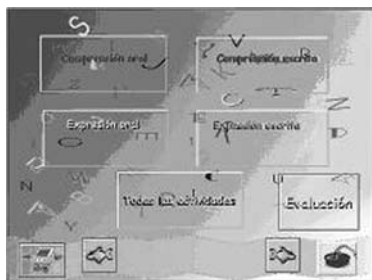 Comprensión oral
Comprensión escrita
Expresión oral
Expresión escrita
Todas las actividades
Evaluación